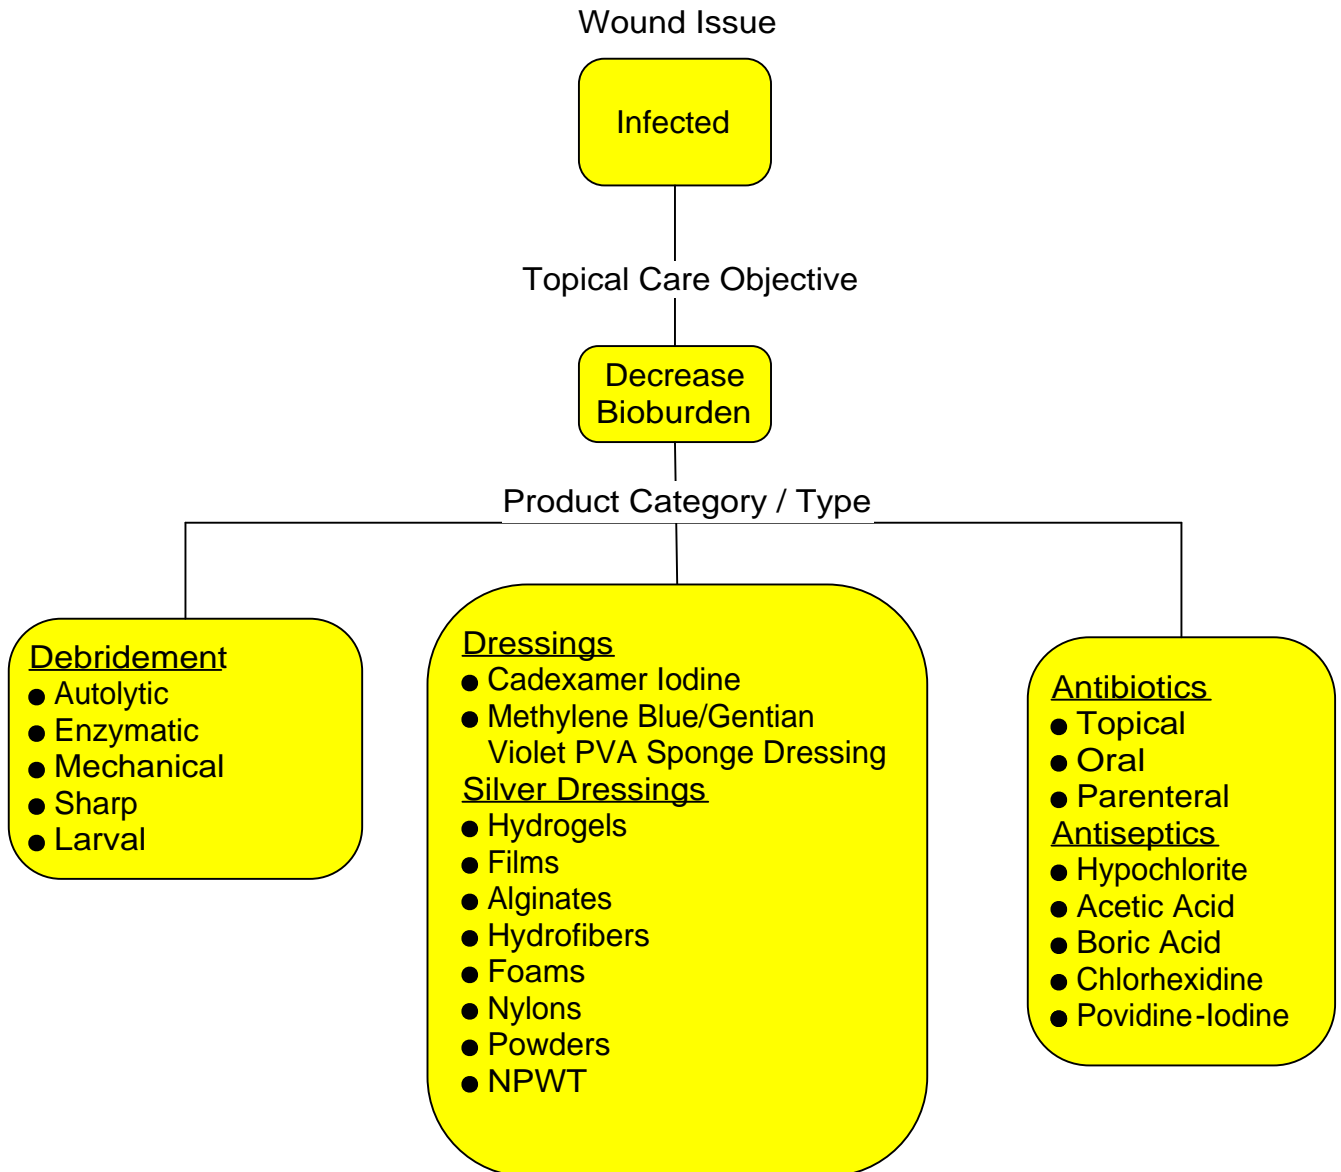 Wound Issue
Infected
Topical Care Objective
Decrease
Bioburden
Product Category / Type
Debridement
● Autolytic
● Enzymatic
● Mechanical
● Sharp
● Larval
Dressings
● Cadexamer Iodine
● Methylene Blue/Gentian
Violet PVA Sponge Dressing
Silver Dressings
● Hydrogels
● Films
● Alginates
● Hydrofibers
● Foams
● Nylons
● Powders
● NPWT
Antibiotics
● Topical
● Oral
● Parenteral
Antiseptics
● Hypochlorite
● Acetic Acid
● Boric Acid
● Chlorhexidine
● Povidine-Iodine